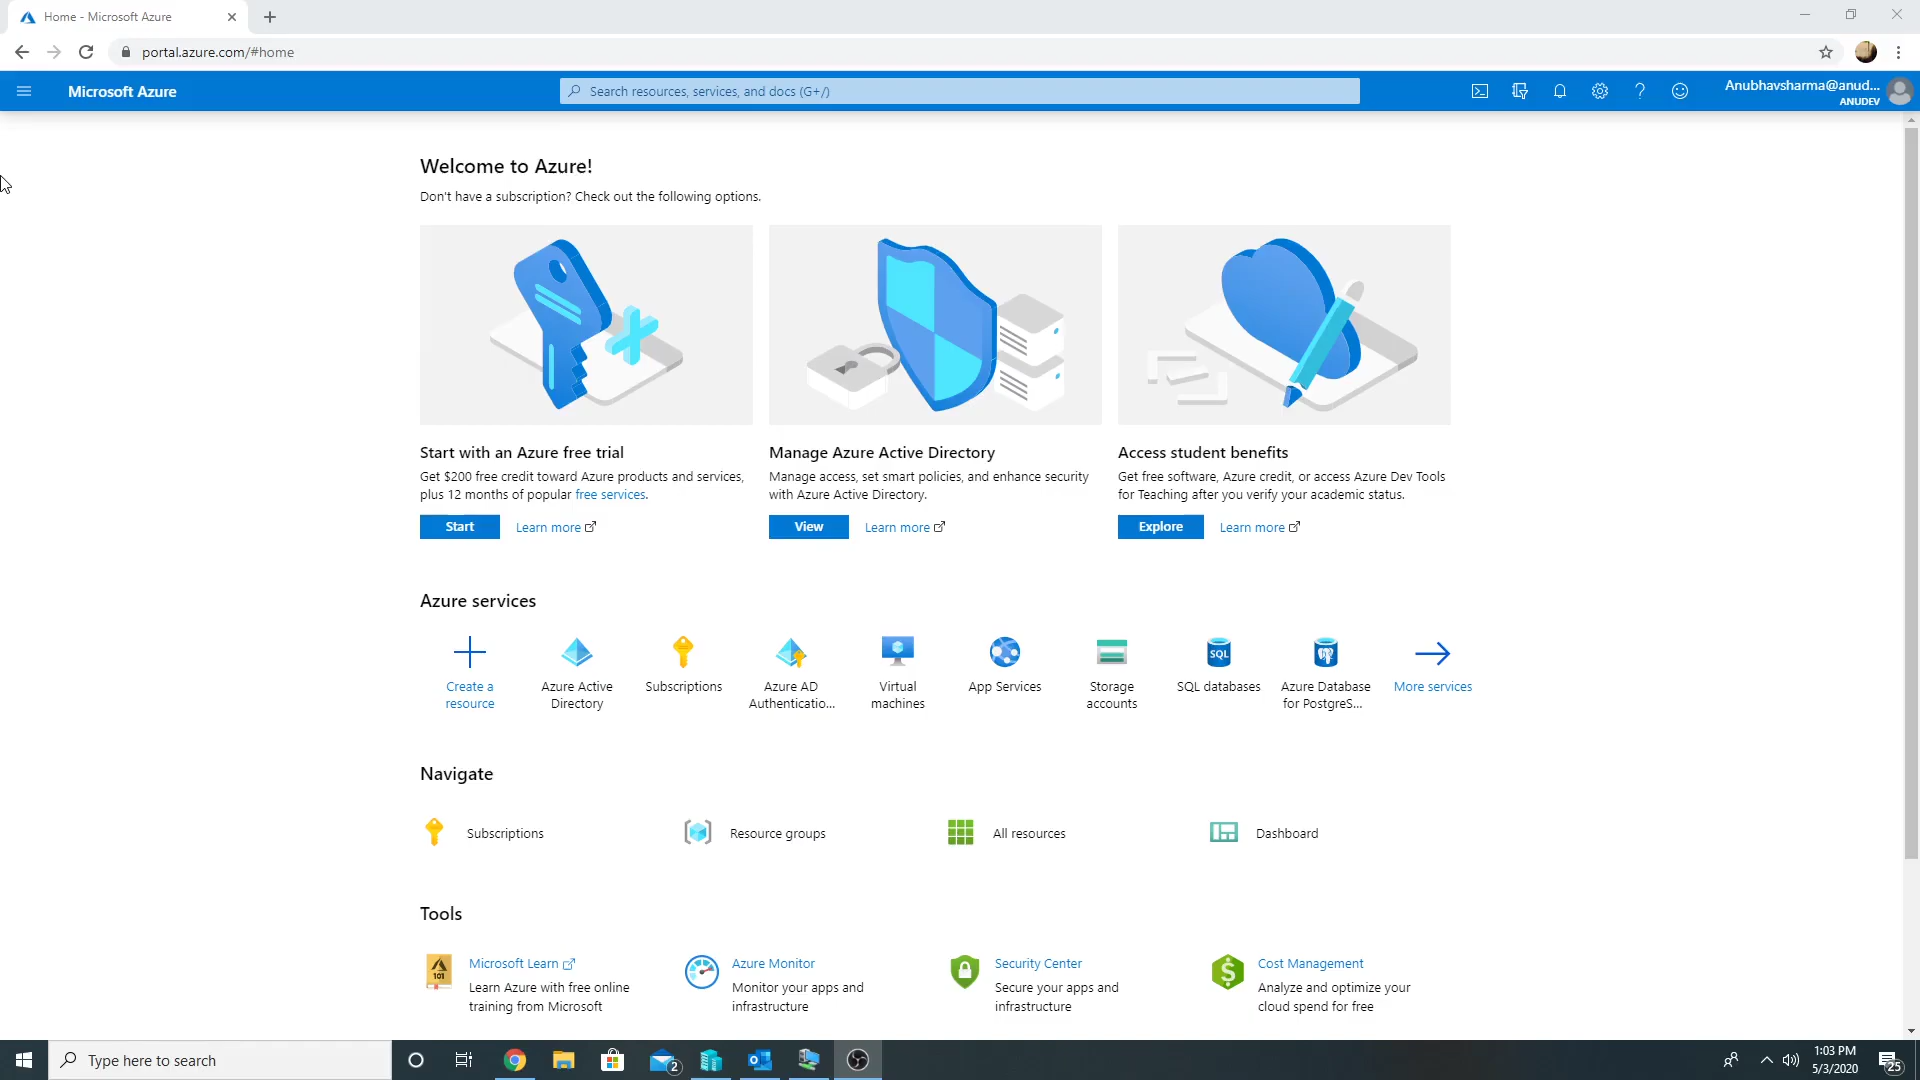 Home - Microsoft Azure
portal.azure.com/#home
Microsoft Azure
Search resources, services, and docs (G+/)
Anubhavsharma@anud...
ANUDEV
Welcome to Azure!
Don't have a subscription? Check out the following options.
Start with an Azure free trial
Get $200 free credit toward Azure products and services,
plus 12 months of popular free services.
Start
Learn more
Manage Azure Active Directory
Manage access, set smart policies, and enhance security
with Azure Active Directory.
View
Learn more
Access student benefits
Get free software, Azure credit, or access Azure Dev Tools
for Teaching after you verify your academic status.
Explore
Learn more
Azure services
Create a
resource
Azure Active
Directory
Subscriptions
Azure AD
Authenticatio...
Virtual
machines
App Services
Storage
accounts
SQL
SQL databases
Azure Database
for PostgreS...
More services
Navigate
Subscriptions
Resource groups
All resources
Dashboard
Tools
101
Microsoft Learn
Learn Azure with free online
training from Microsoft
Azure Monitor
Monitor your apps and
infrastructure
Security Center
Secure your apps and
infrastructure
$
Cost Management
Analyze and optimize your
cloud spend for free
Type here to search
2
1:03 PM
5/3/2020
25